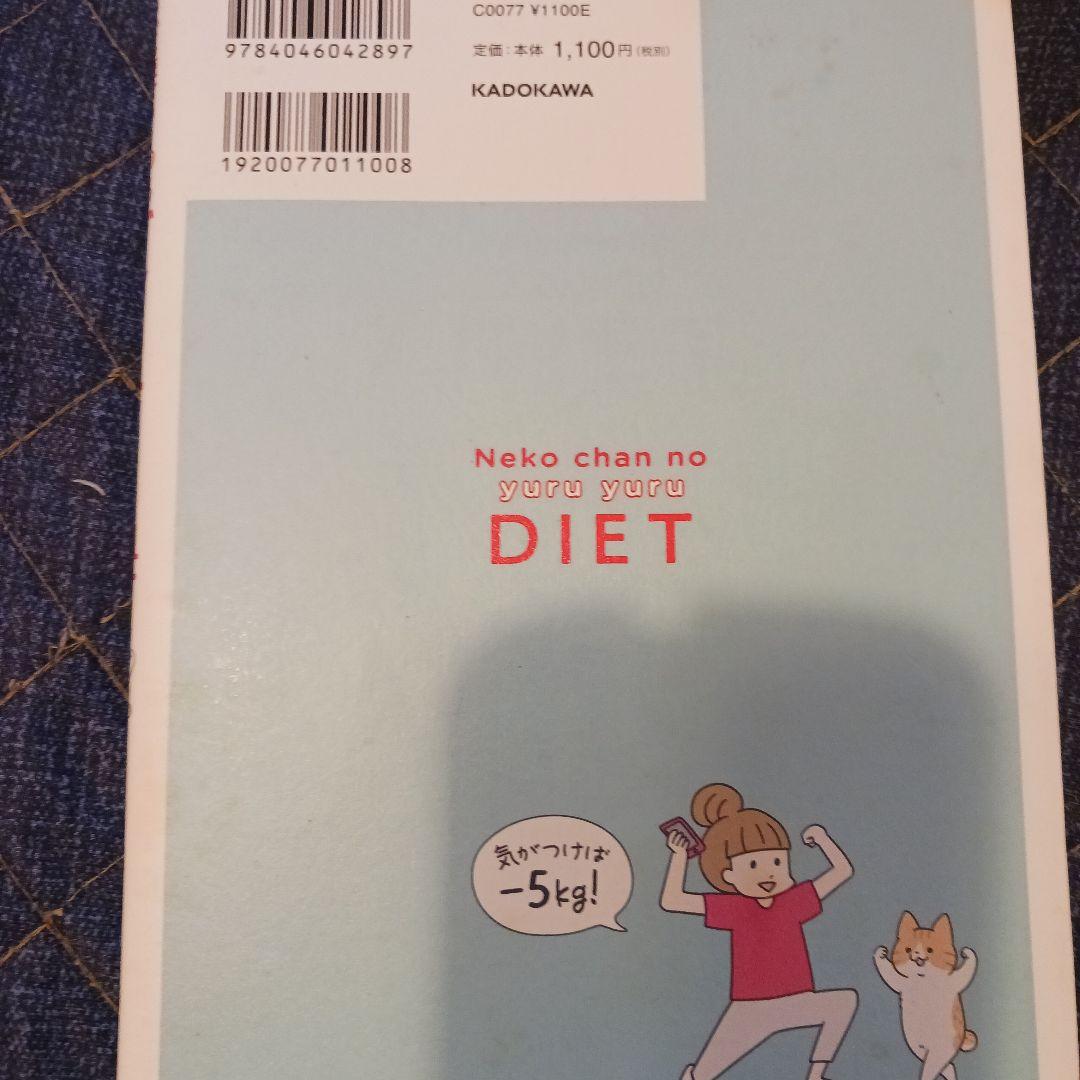 9784046042897
C0077 ¥1100E
定価：本体 1,100円（税別）
KADOKAWA
1920077011008
Neko chan no
yuru yuru
DIET
気がつけば
−5kg!